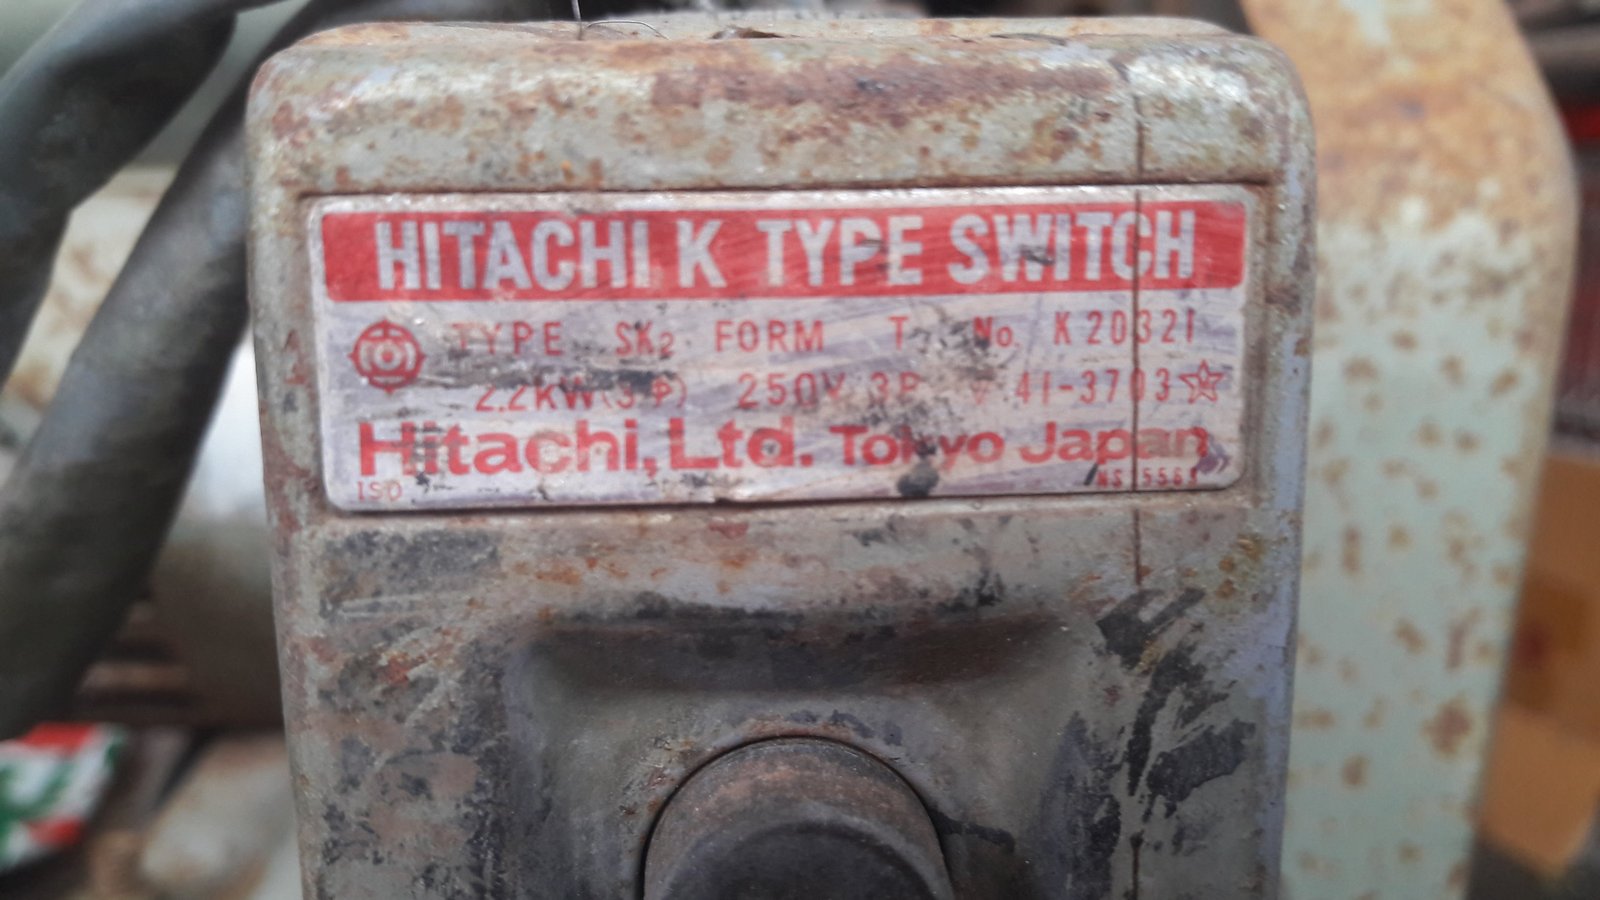 HITACHI K TYPE SWITCH
TYPE SK2 FORM T No. K20321
2.2KW(3Φ) 250V 3P 41-3703
Hitachi, Ltd. Tokyo Japan
ISO